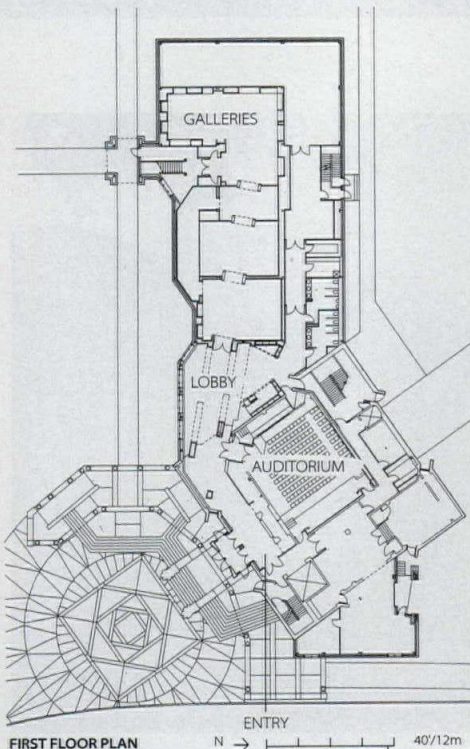 GALLERIES
LOBBY
AUDITORIUM
ENTRY
FIRST FLOOR PLAN N → 40'/12m